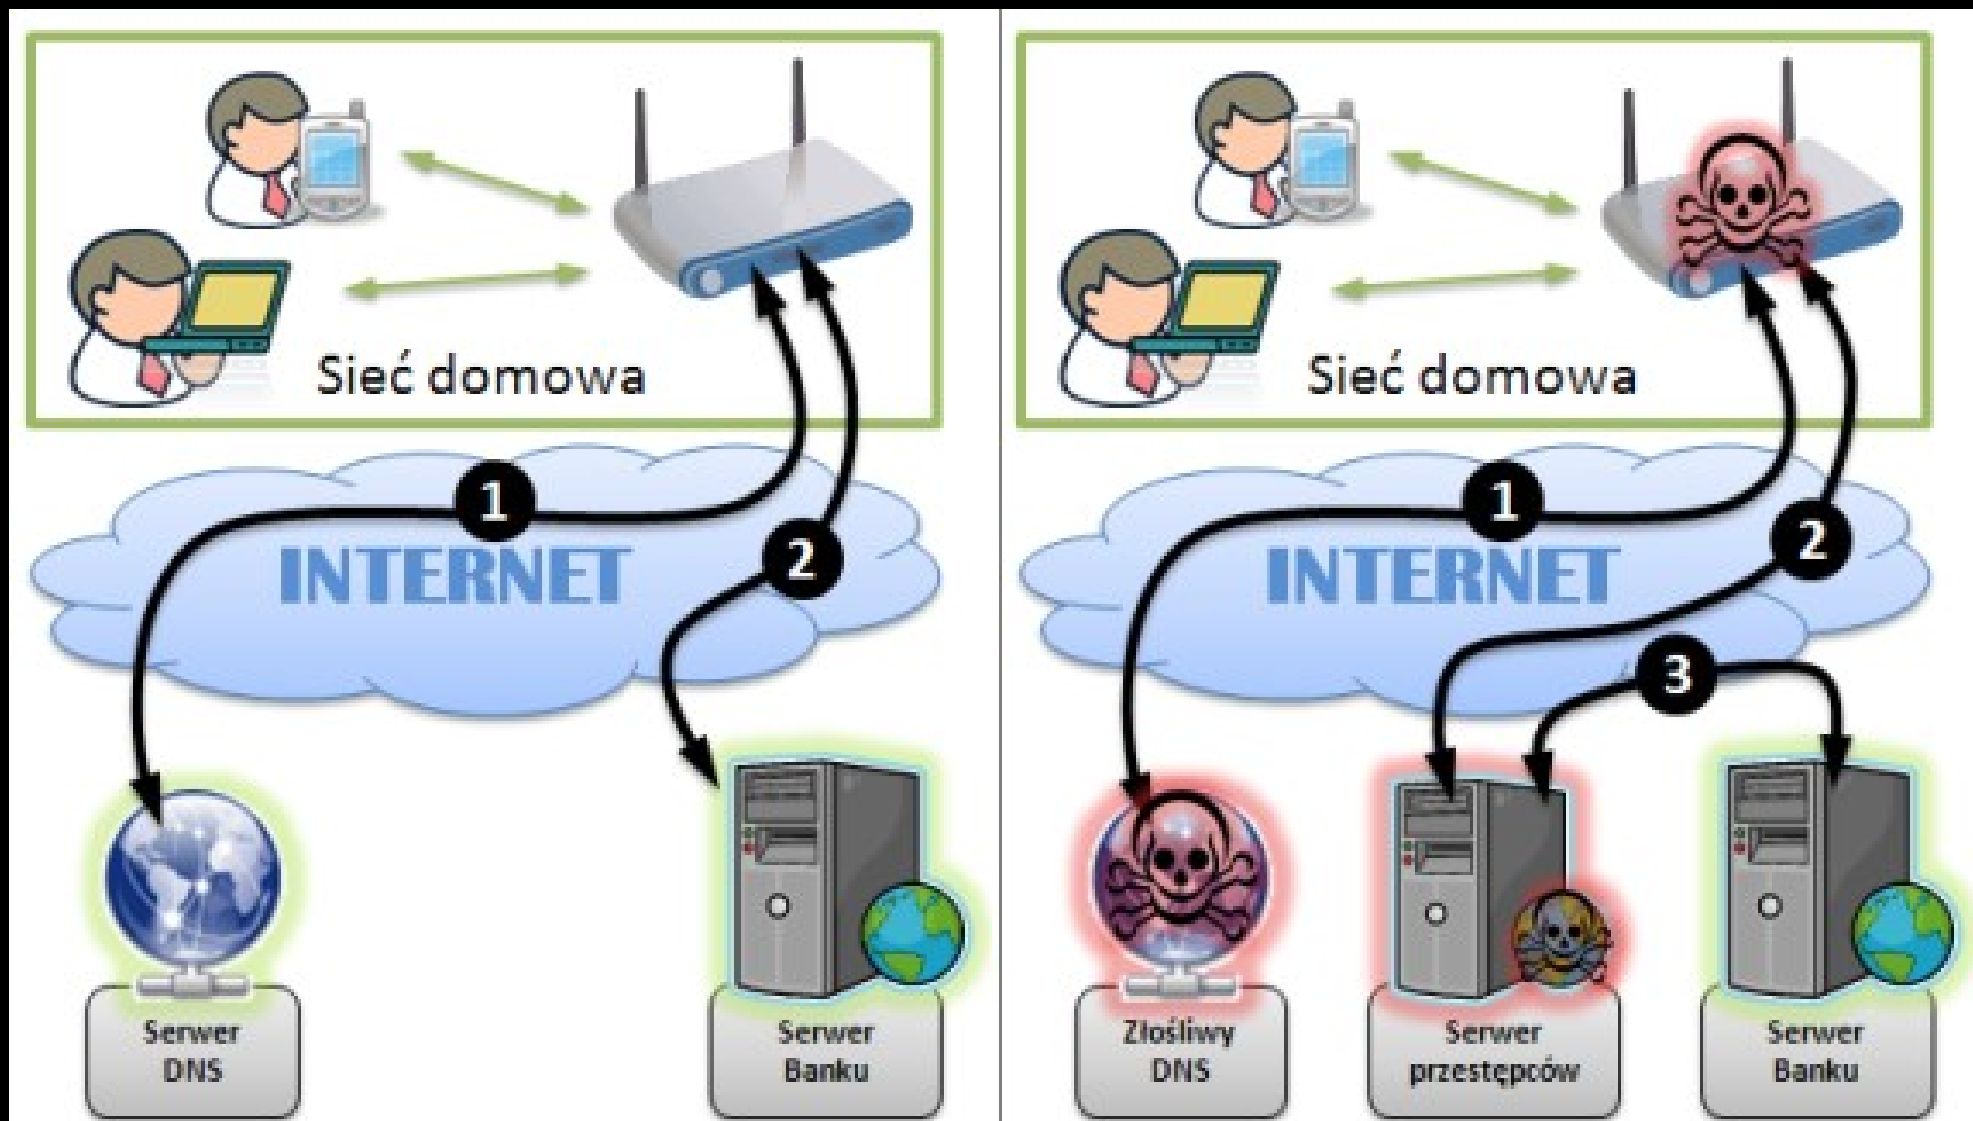 Sieć domowa
1
INTERNET
2
Serwer
DNS
Serwer
Banku
Sieć domowa
1
2
INTERNET
3
Złośliwy
DNS
Serwer
przestępców
Serwer
Banku